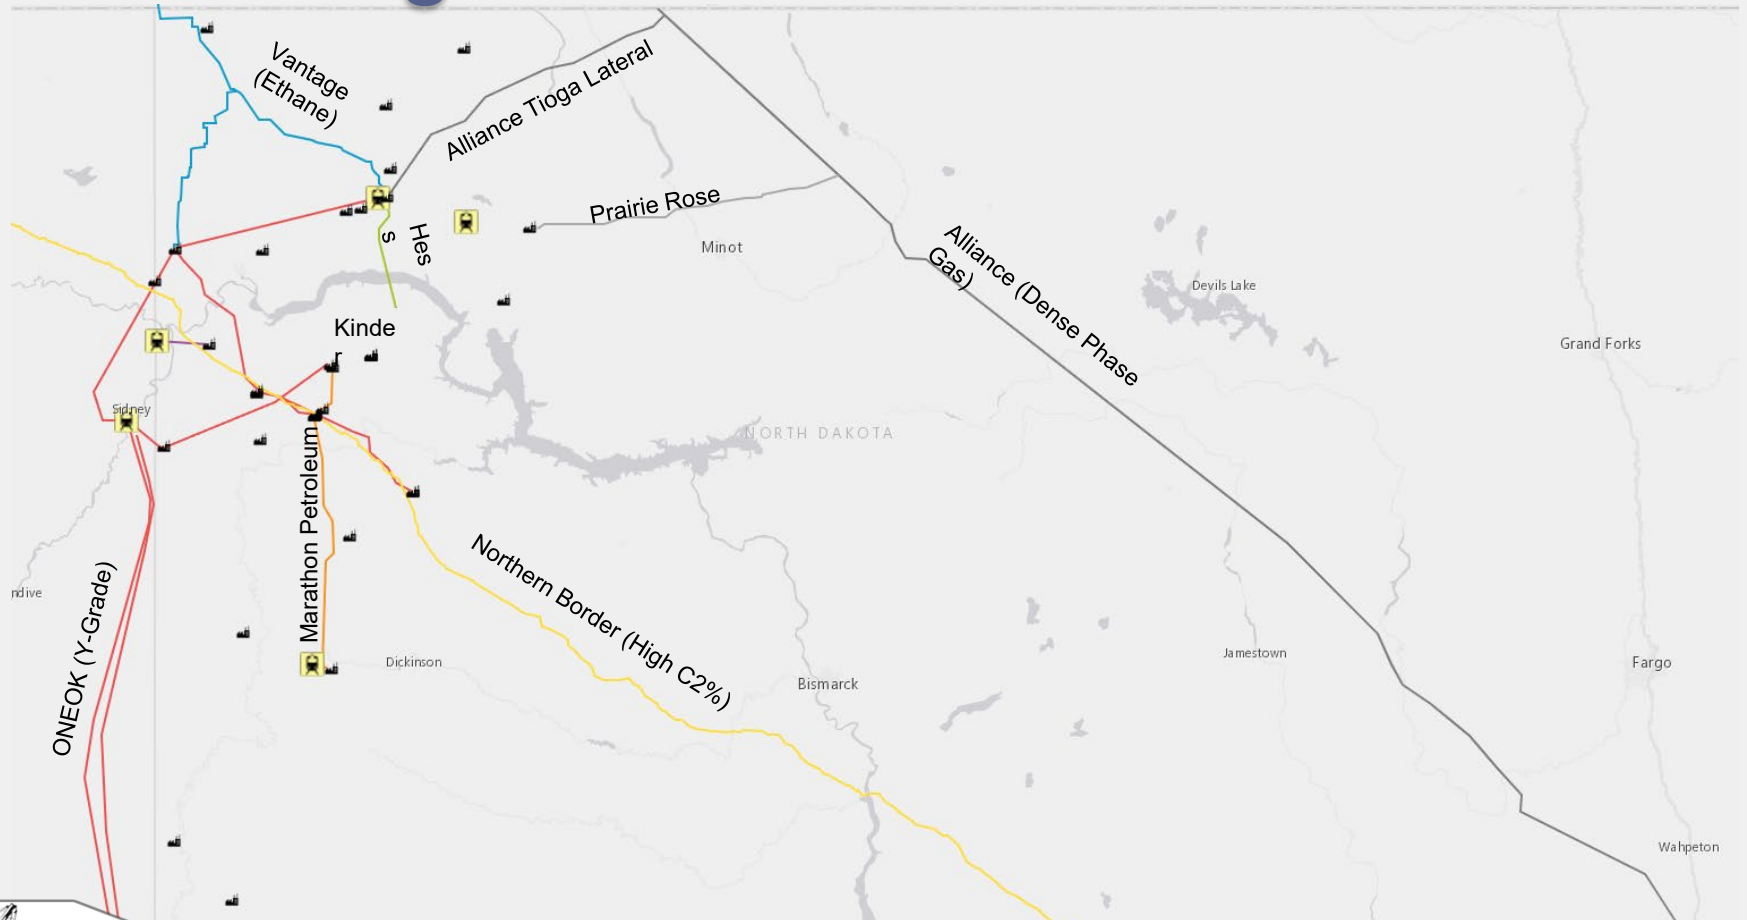 Vantage
(Ethane)
Alliance Tioga Lateral
Prairie Rose
Hes
s
Minot
Alliance (Dense Phase
Gas)
Devils Lake
Kinde
r
Grand Forks
Sidney
NORTH DAKOTA
Marathon Petroleum
Northern Border (High C2%)
ONEOK (Y-Grade)
ndive
Dickinson
Bismarck
Jamestown
Fargo
Wahpeton